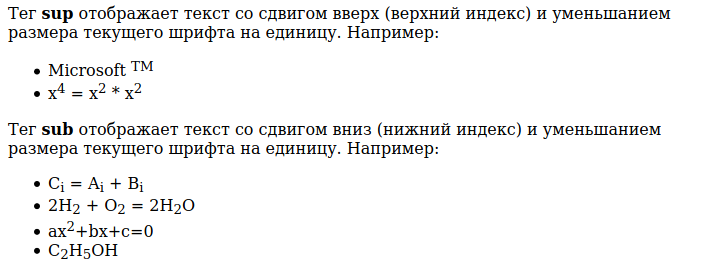 Тег sup отображает текст со сдвигом вверх (верхний индекс) и уменьшанием
размера текущего шрифта на единицу. Например:
• Microsoft ™
• x⁴ = x² * x²
Тег sub отображает текст со сдвигом вниз (нижний индекс) и уменьшанием
размера текущего шрифта на единицу. Например:
• Cᵢ = Aᵢ + Bᵢ
• 2H₂ + O₂ = 2H₂O
• ax²+bx+c=0
• C₂H₅OH